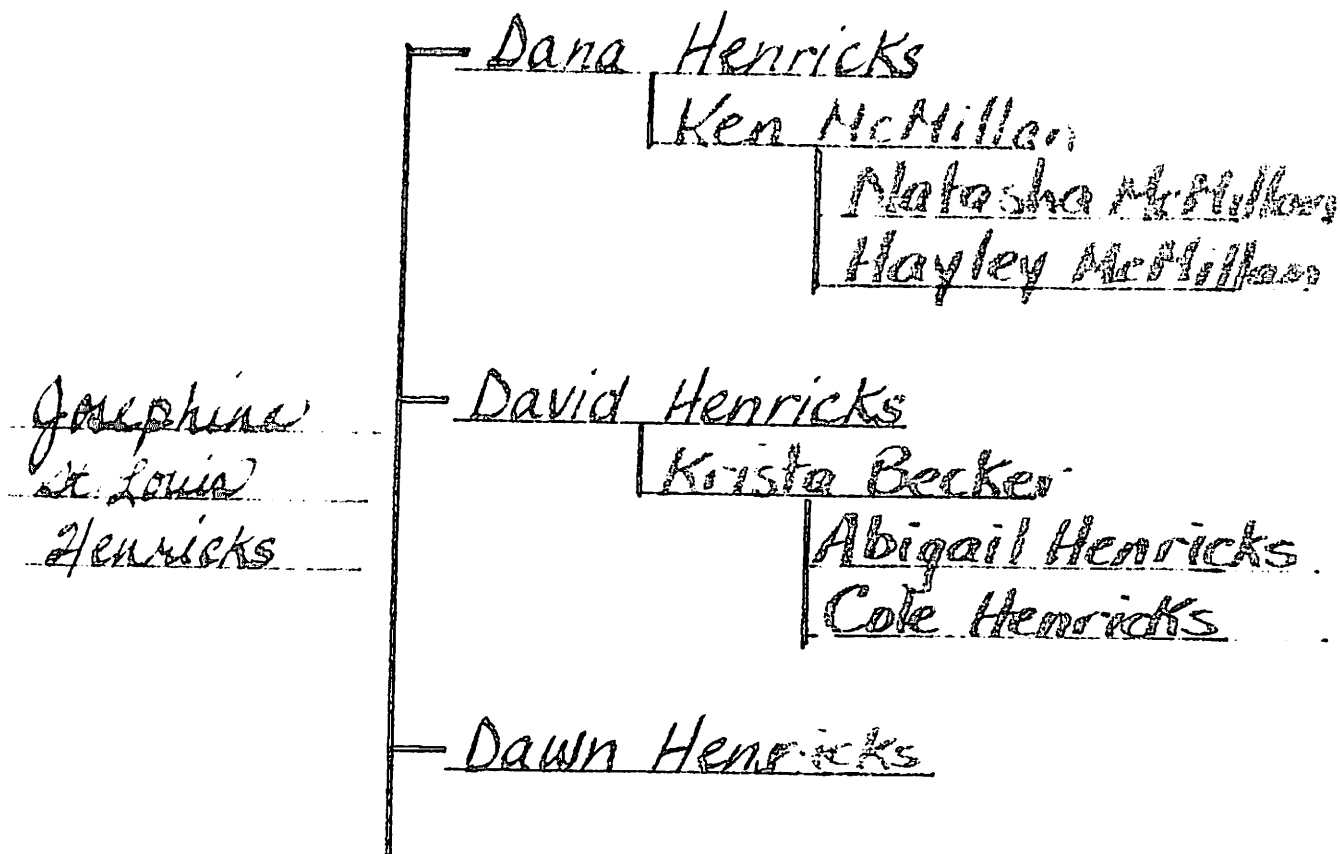 Dana Henricks
Ken McMillan
Natasha McMillan
Hayley McMillan
Josephine
St. Louis
Henricks
David Henricks
Krista Becker
Abigail Henricks
Cole Henricks
Dawn Henricks